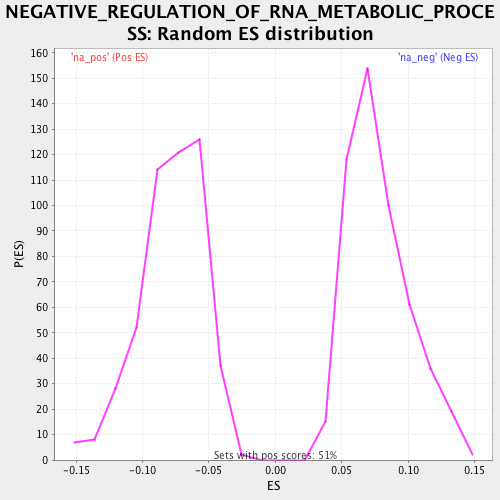 NEGATIVE_REGULATION_OF_RNA_METABOLIC_PROCE
SS: Random ES distribution
'na_pos' (Pos ES)
'na_neg' (Neg ES)
160
150
140
130
120
110
100
90
80
70
60
50
40
30
20
10
0
P(ES)
Sets with pos scores: 51%
-0.15 -0.10 -0.05 0.00 0.05 0.10 0.15
ES